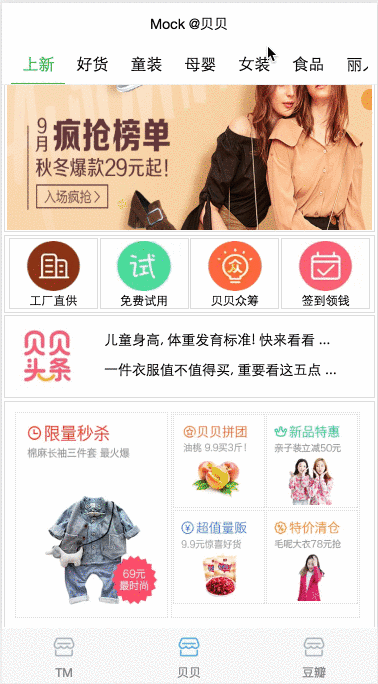 Mock @贝贝
上新 好货 童装 母婴 女装 食品 丽人
9月疯抢榜单
秋冬爆款29元起!
入场疯抢 >
工厂直供 免费试用 贝贝众筹 签到领钱
试
众
贝贝头条
儿童身高, 体重发育标准! 快来看看 ...
一件衣服值不值得买, 重要看这五点 ...
限量秒杀
棉麻长袖三件套 最火爆
69元
最时尚
贝贝拼团
油桃 9.9买3斤!
新品特惠
亲子装立减50元
超值量贩
9.9元惊喜好货
特价清仓
毛呢大衣78元抢
TM 贝贝 豆瓣